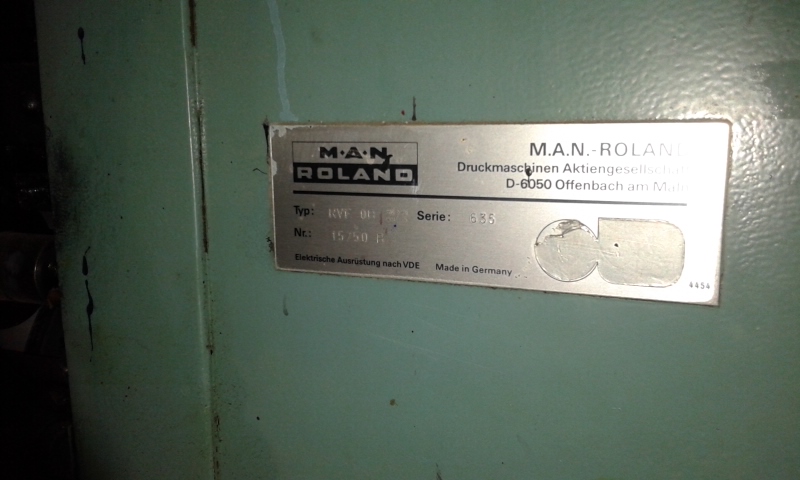 M·A·N
ROLAND
M.A.N.-ROLAND
Druckmaschinen Aktiengesellschaft
D-6050 Offenbach am Main
Typ: Serie: 636
Nr.:
Elektrische Ausrüstung nach VDE Made in Germany
4454